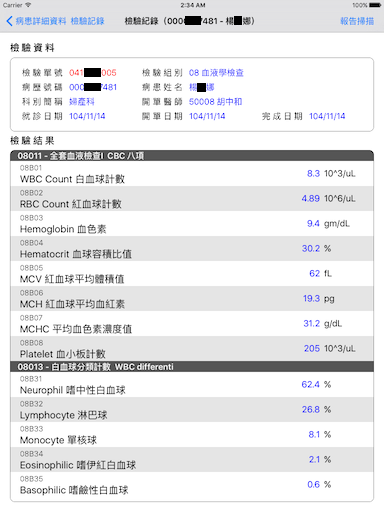 Carrier 2:34 AM 100%
病患詳細資料 檢驗記錄 檢驗紀錄（000 7481 - 楊 娜） 報告掃描
檢驗資料
檢驗單號 041 005 檢驗組別 08 血液學檢查
病歷號碼 000 7481 病患姓名 楊 娜
科別簡稱 婦產科 開單醫師 50008 胡中和
就診日期 104/11/14 開單日期 104/11/14 完成日期 104/11/14
檢驗結果
08011 - 全套血液檢查I CBC 八項
08B01
WBC Count 白血球計數 8.3 10^3/uL
08B02
RBC Count 紅血球計數 4.89 10^6/uL
08B03
Hemoglobin 血色素 9.4 gm/dL
08B04
Hematocrit 血球容積比值 30.2 %
08B05
MCV 紅血球平均體積值 62 fL
08B06
MCH 紅血球平均血紅素 19.3 pg
08B07
MCHC 平均血色素濃度值 31.2 g/dL
08B08
Platelet 血小板計數 205 10^3/uL
08013 - 白血球分類計數 WBC differenti
08B31
Neurophil 嗜中性白血球 62.4 %
08B32
Lymphocyte 淋巴球 26.8 %
08B33
Monocyte 單核球 8.1 %
08B34
Eosinophilic 嗜伊紅白血球 2.1 %
08B35
Basophilic 嗜鹼性白血球 0.6 %